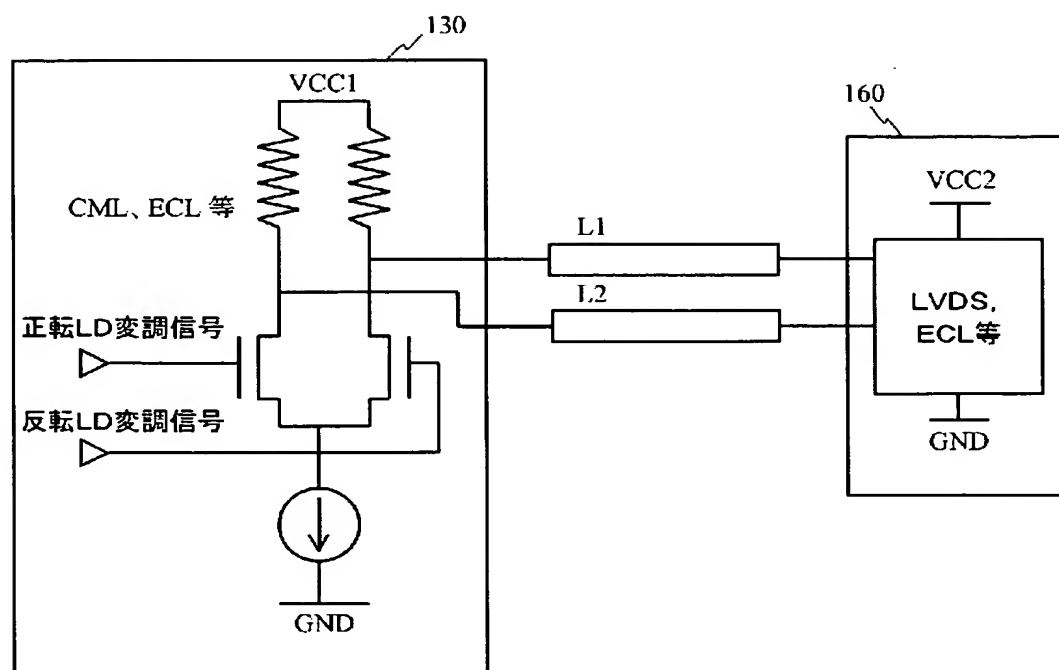 130
VCC1
160
CML、ECL 等
VCC2
L1
L2
LVDS,
ECL等
正転LD変調信号
反転LD変調信号
GND
GND